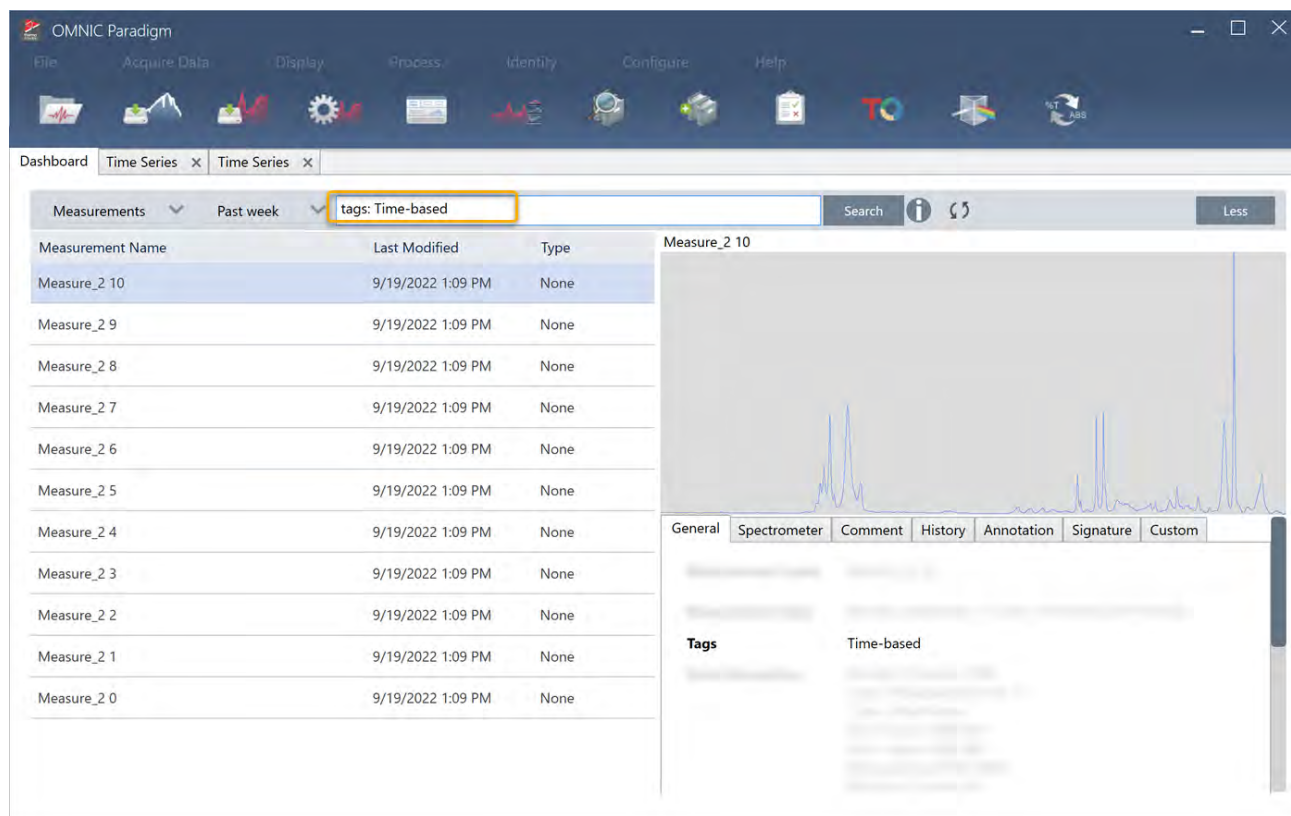 OMNIC Paradigm
File Acquire Data Display Process Identify Configure Help
TQ %T ABS
Dashboard Time Series × Time Series ×
Measurements Past week tags: Time-based Search Less
Measurement Name Last Modified Type
Measure_2 10 9/19/2022 1:09 PM None
Measure_2 9 9/19/2022 1:09 PM None
Measure_2 8 9/19/2022 1:09 PM None
Measure_2 7 9/19/2022 1:09 PM None
Measure_2 6 9/19/2022 1:09 PM None
Measure_2 5 9/19/2022 1:09 PM None
Measure_2 4 9/19/2022 1:09 PM None
Measure_2 3 9/19/2022 1:09 PM None
Measure_2 2 9/19/2022 1:09 PM None
Measure_2 1 9/19/2022 1:09 PM None
Measure_2 0 9/19/2022 1:09 PM None
Measure_2 10
General Spectrometer Comment History Annotation Signature Custom
Tags Time-based